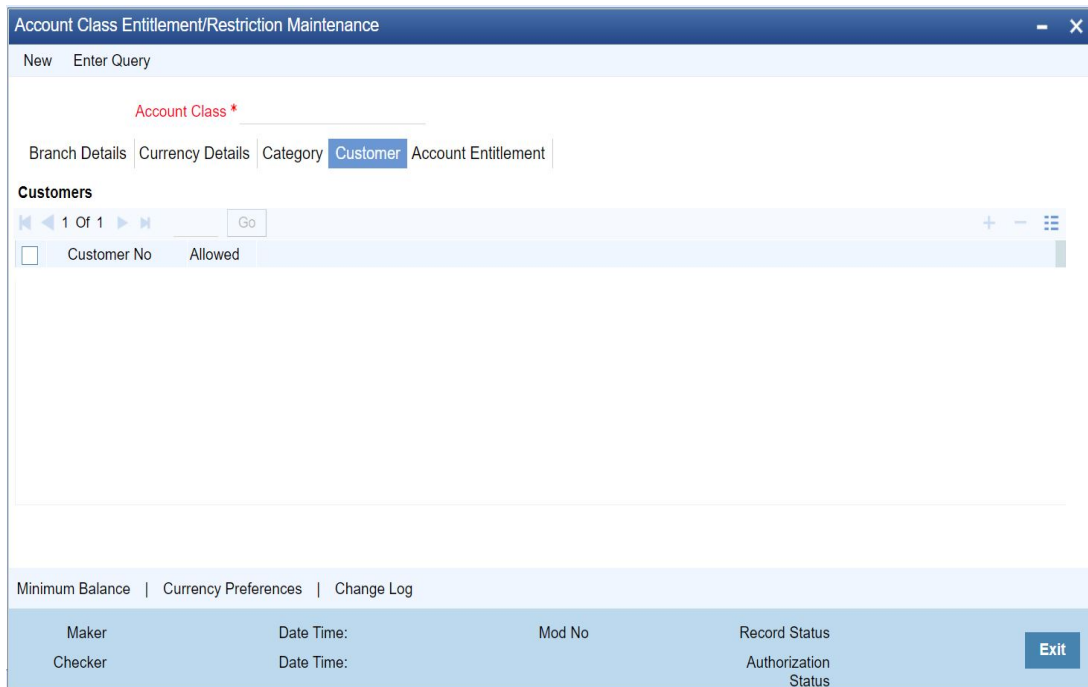 Account Class Entitlement/Restriction Maintenance
New Enter Query
Account Class *
Branch Details Currency Details Category Customer Account Entitlement
Customers
1 Of 1 Go
Customer No Allowed
Minimum Balance | Currency Preferences | Change Log
Maker Date Time: Mod No Record Status
Exit
Checker Date Time: Authorization
Status